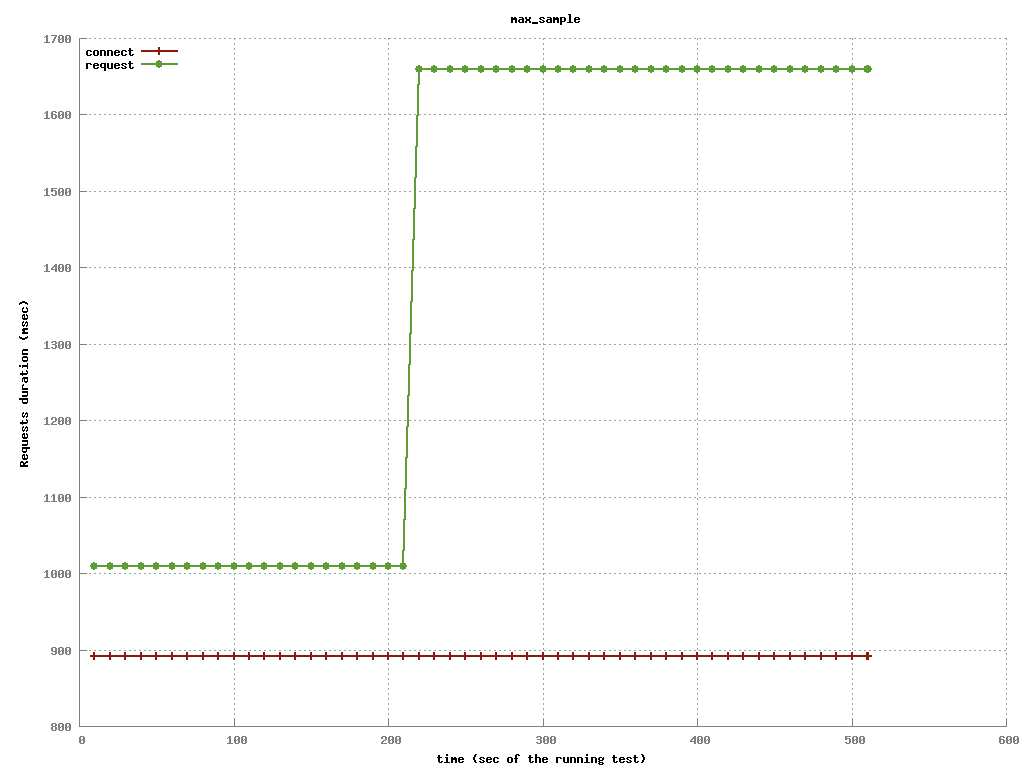 max_sample
1700
connect
request
1600
1500
1400
1300
1200
1100
1000
900
800
Requests duration (msec)
0 100 200 300 400 500 600
time (sec of the running test)